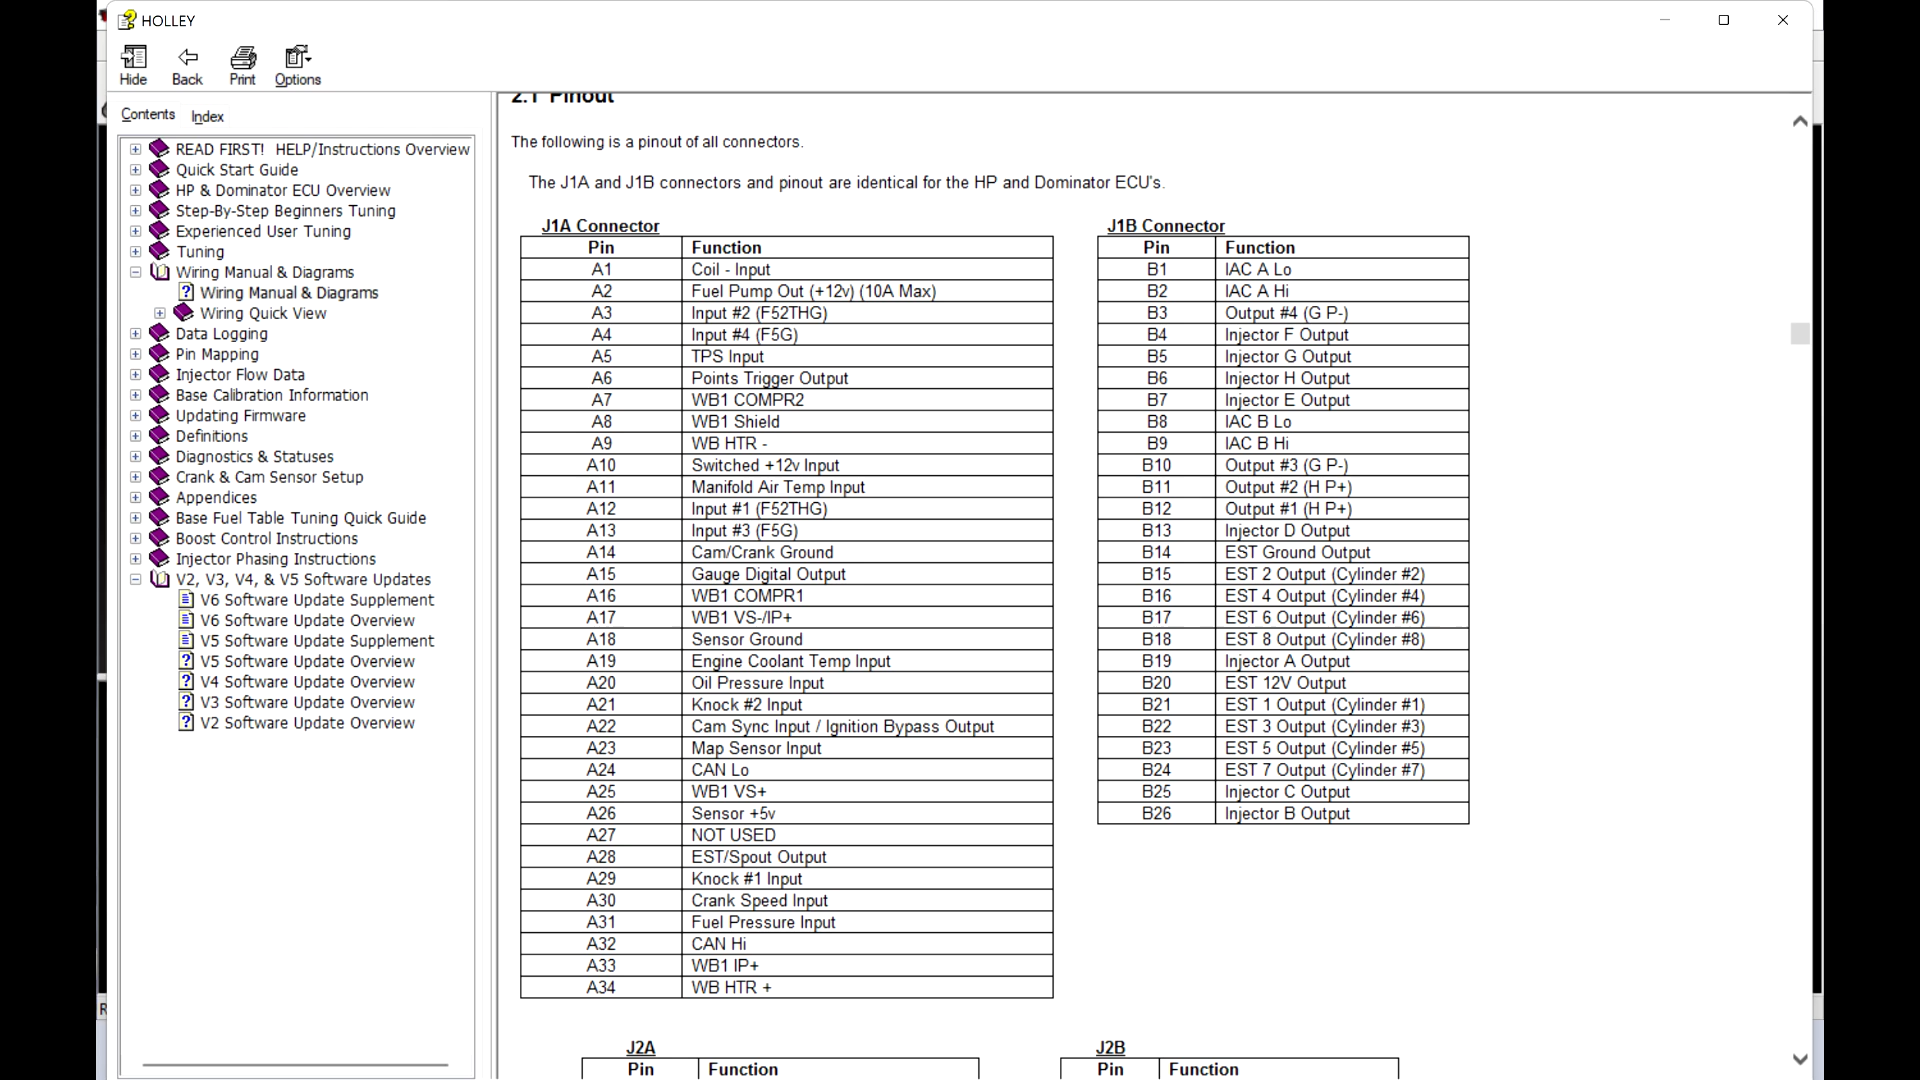 HOLLEY
Hide Back Print Options
Contents Index
READ FIRST!  HELP/Instructions Overview
Quick Start Guide
HP & Dominator ECU Overview
Step-By-Step Beginners Tuning
Experienced User Tuning
Tuning
Wiring Manual & Diagrams
Wiring Manual & Diagrams
Wiring Quick View
Data Logging
Pin Mapping
Injector Flow Data
Base Calibration Information
Updating Firmware
Definitions
Diagnostics & Statuses
Crank & Cam Sensor Setup
Appendices
Base Fuel Table Tuning Quick Guide
Boost Control Instructions
Injector Phasing Instructions
V2, V3, V4, & V5 Software Updates
V6 Software Update Supplement
V6 Software Update Overview
V5 Software Update Supplement
V5 Software Update Overview
V4 Software Update Overview
V3 Software Update Overview
V2 Software Update Overview
2.1 Pinout
The following is a pinout of all connectors.
The J1A and J1B connectors and pinout are identical for the HP and Dominator ECU's.
J1A Connector
Pin Function
A1 Coil - Input
A2 Fuel Pump Out (+12v) (10A Max)
A3 Input #2 (F52THG)
A4 Input #4 (F5G)
A5 TPS Input
A6 Points Trigger Output
A7 WB1 COMPR2
A8 WB1 Shield
A9 WB HTR -
A10 Switched +12v Input
A11 Manifold Air Temp Input
A12 Input #1 (F52THG)
A13 Input #3 (F5G)
A14 Cam/Crank Ground
A15 Gauge Digital Output
A16 WB1 COMPR1
A17 WB1 VS-/IP+
A18 Sensor Ground
A19 Engine Coolant Temp Input
A20 Oil Pressure Input
A21 Knock #2 Input
A22 Cam Sync Input / Ignition Bypass Output
A23 Map Sensor Input
A24 CAN Lo
A25 WB1 VS+
A26 Sensor +5v
A27 NOT USED
A28 EST/Spout Output
A29 Knock #1 Input
A30 Crank Speed Input
A31 Fuel Pressure Input
A32 CAN Hi
A33 WB1 IP+
A34 WB HTR +
J1B Connector
Pin Function
B1 IAC A Lo
B2 IAC A Hi
B3 Output #4 (G P-)
B4 Injector F Output
B5 Injector G Output
B6 Injector H Output
B7 Injector E Output
B8 IAC B Lo
B9 IAC B Hi
B10 Output #3 (G P-)
B11 Output #2 (H P+)
B12 Output #1 (H P+)
B13 Injector D Output
B14 EST Ground Output
B15 EST 2 Output (Cylinder #2)
B16 EST 4 Output (Cylinder #4)
B17 EST 6 Output (Cylinder #6)
B18 EST 8 Output (Cylinder #8)
B19 Injector A Output
B20 EST 12V Output
B21 EST 1 Output (Cylinder #1)
B22 EST 3 Output (Cylinder #3)
B23 EST 5 Output (Cylinder #5)
B24 EST 7 Output (Cylinder #7)
B25 Injector C Output
B26 Injector B Output
J2A
Pin Function
J2B
Pin Function